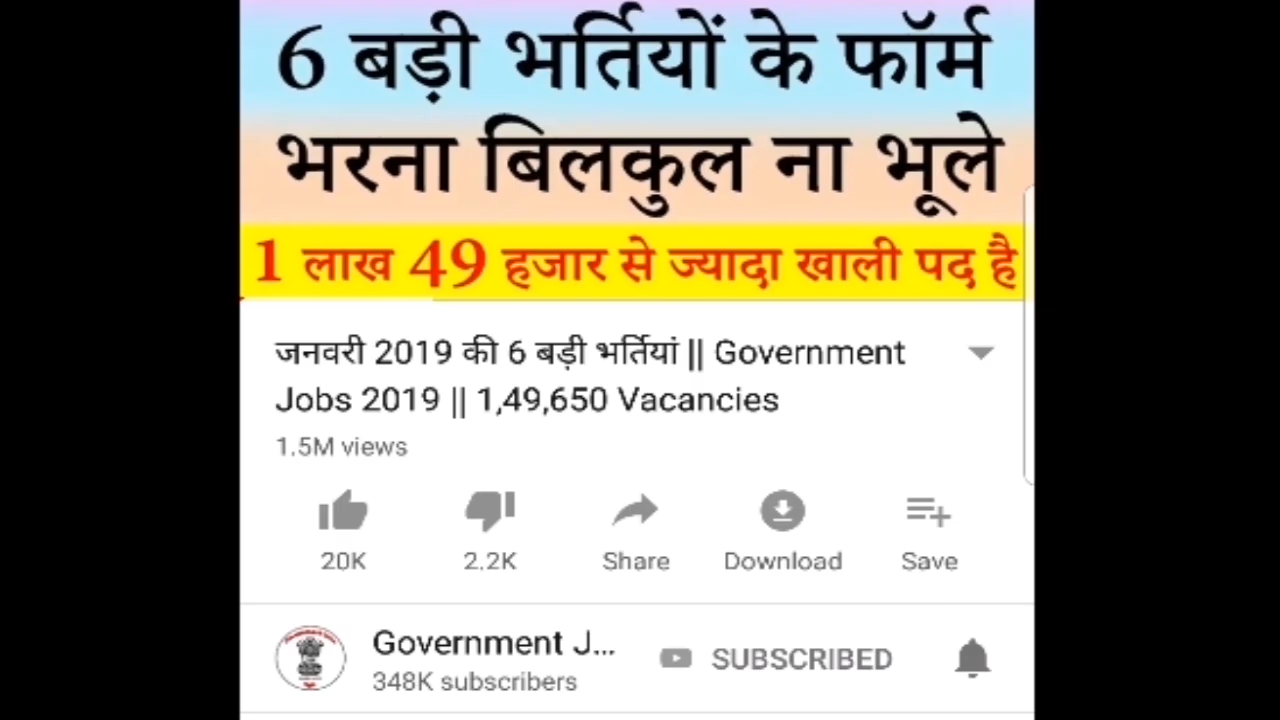 6 बड़ी भर्तियों के फॉर्म
भरना बिलकुल ना भूले
1 लाख 49 हजार से ज्यादा खाली पद है
जनवरी 2019 की 6 बड़ी भर्तियां || Government
Jobs 2019 || 1,49,650 Vacancies
1.5M views
20K 2.2K Share Download Save
Government J...
SUBSCRIBED
348K subscribers